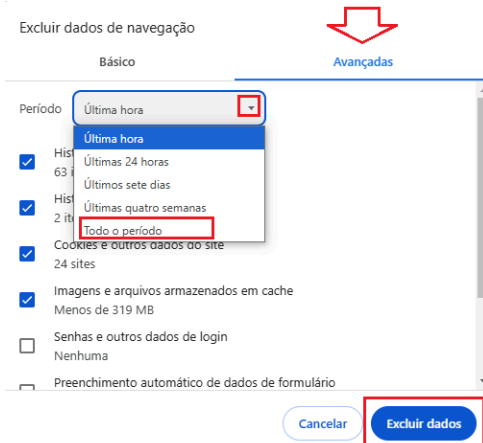 Excluir dados de navegação
Básico
Avançadas
Período
Última hora
Última hora
Últimas 24 horas
Últimos sete dias
Últimas quatro semanas
Todo o período
63
2
Cookies e outros dados do site
24 sites
Imagens e arquivos armazenados em cache
Menos de 319 MB
Senhas e outros dados de login
Nenhuma
Preenchimento automático de dados de formulário
Cancelar
Excluir dados